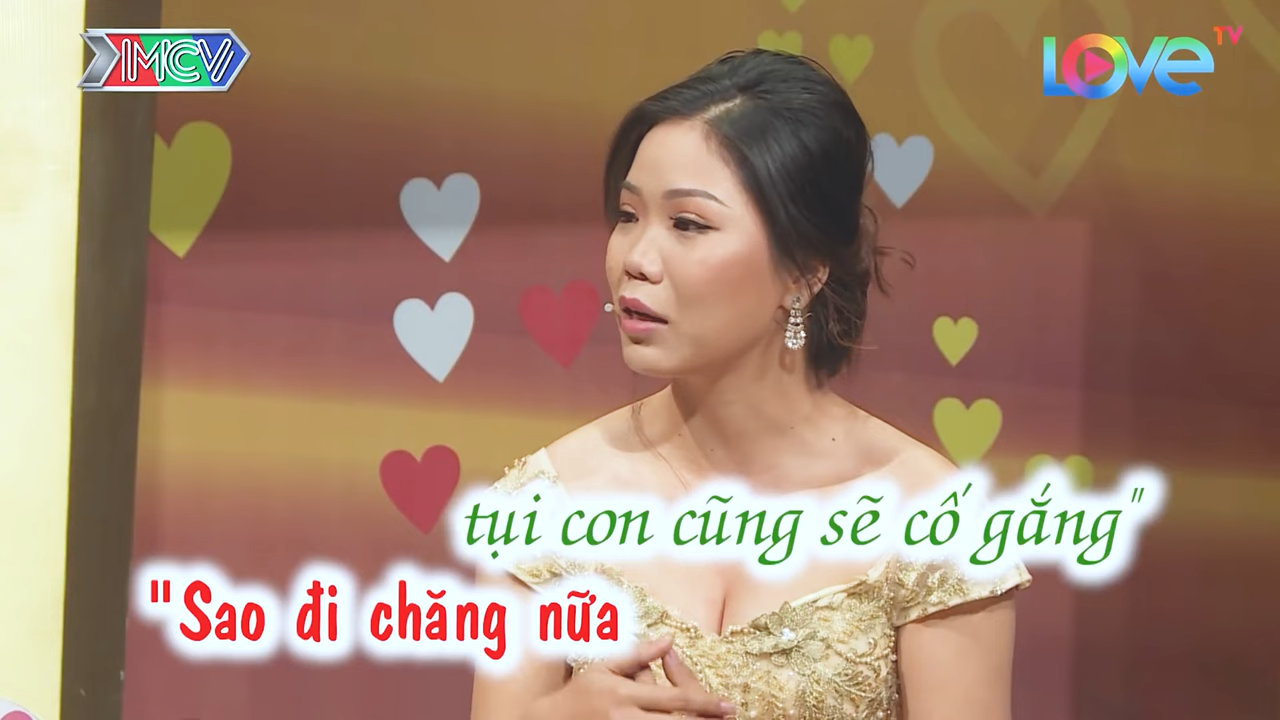 MCV
LOVE TV
tụi con cũng sẽ cố gắng"
"Sao đi chăng nữa